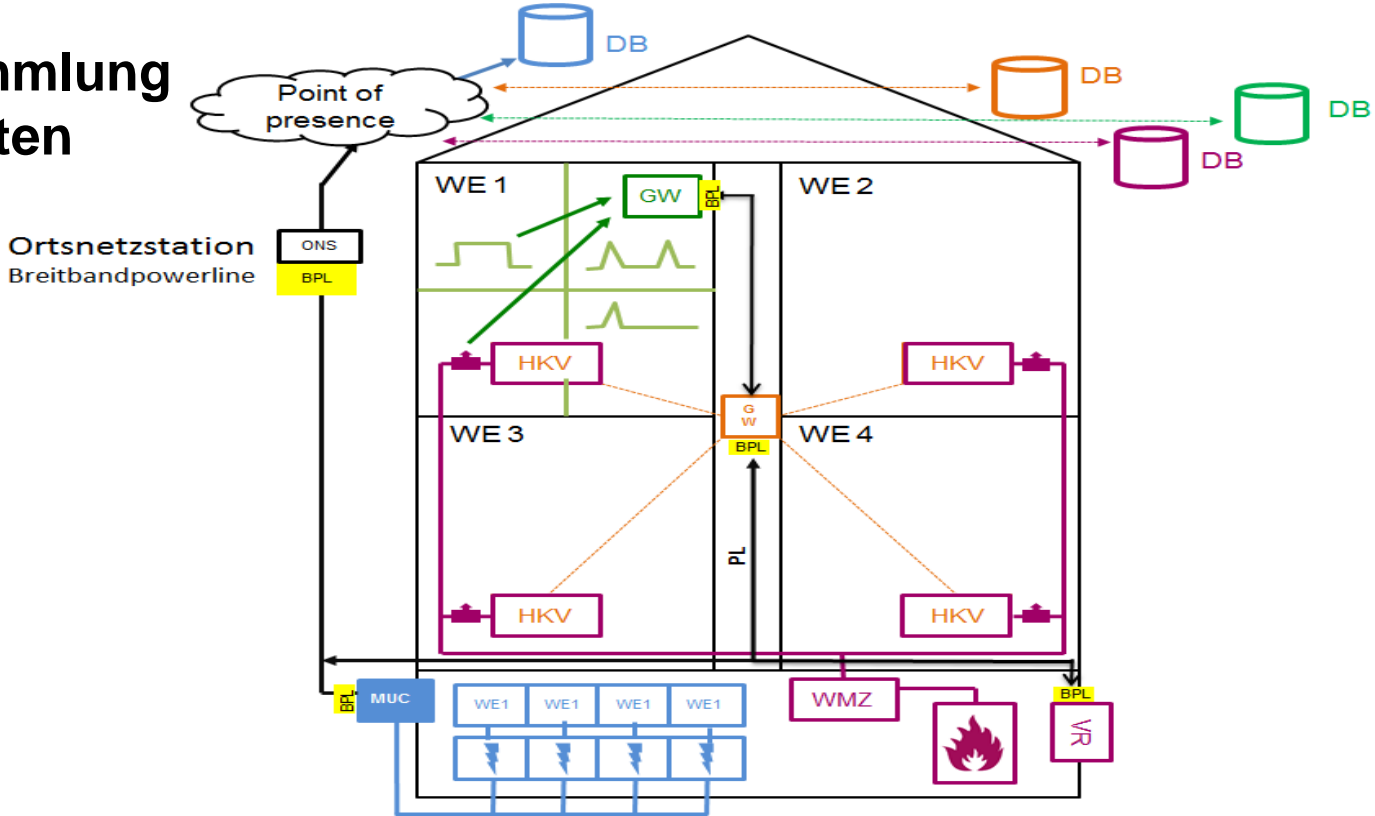 DB
mmlung
ten
Point of
presence
DB
DB
DB
WE 1
GW
BPL
WE 2
Ortsnetzstation
Breitbandpowerline
ONS
BPL
HKV
HKV
G
W
BPL
WE 3
WE 4
PL
HKV
HKV
BPL
MUC
WE1
WE1
WE1
WE1
WMZ
BPL
VR